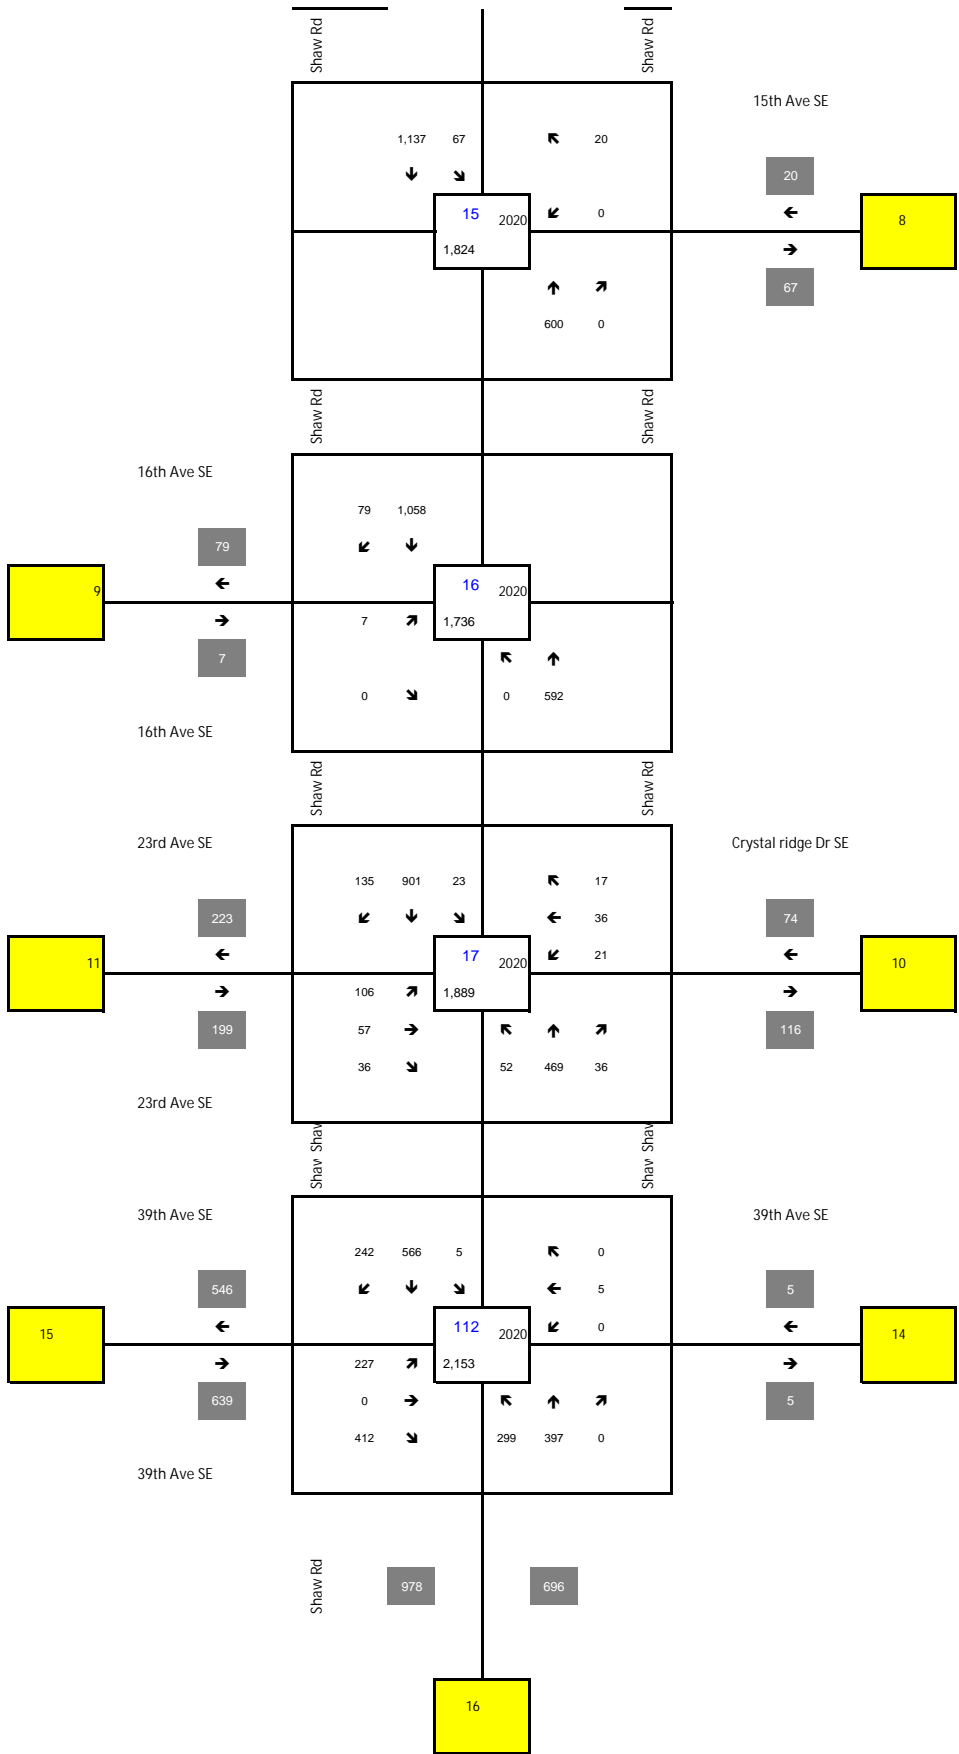 Shaw Rd Shaw Rd
15th Ave SE
1,137 67 20
20
15 2020 0 8
1,824
67
600 0
Shaw Rd Shaw Rd
16th Ave SE
79 1,058
79
9 16 2020
7 1,736
7
0 0 592
16th Ave SE
Shaw Rd Shaw Rd
23rd Ave SE Crystal ridge Dr SE
135 901 23 17
223 36 74
11 17 2020 21 10
106 1,889
199 57 116
36 52 469 36
23rd Ave SE
Shaw Shaw Shaw Shaw
39th Ave SE 39th Ave SE
242 566 5 0
546 5 5
15 112 2020 0 14
227 2,153
639 0 5
412 299 397 0
39th Ave SE
Shaw Rd 978 696
16